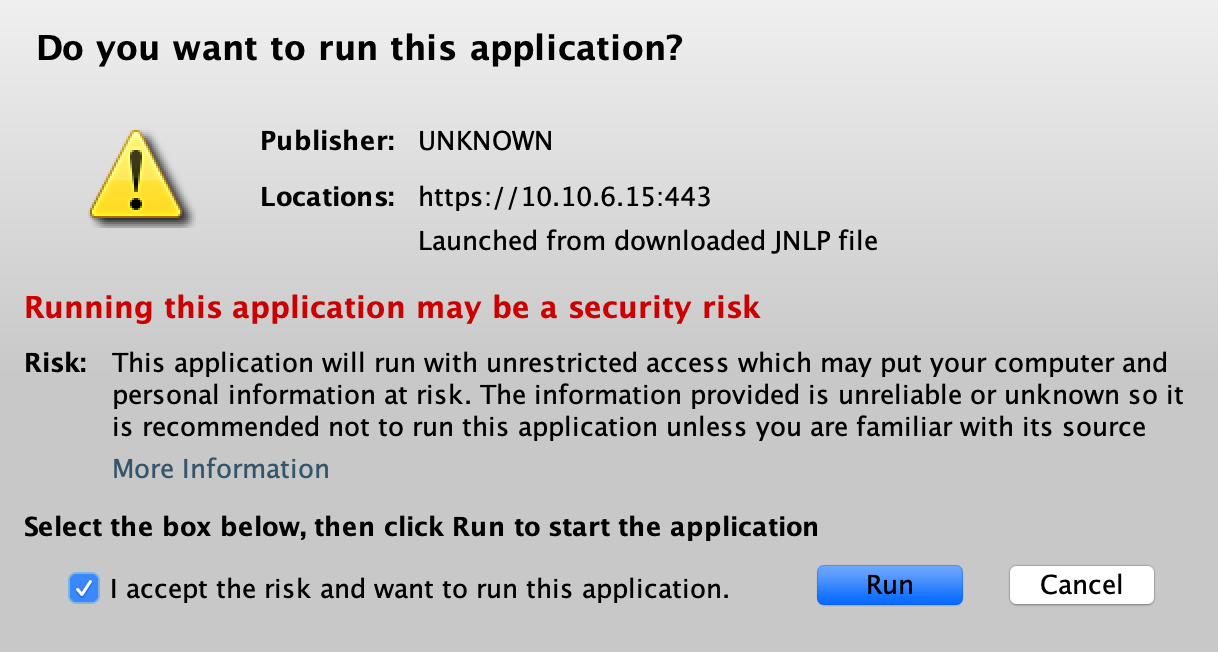 Do you want to run this application?
Publisher: UNKNOWN
Locations: https://10.10.6.15:443
Launched from downloaded JNLP file
Running this application may be a security risk
Risk: This application will run with unrestricted access which may put your computer and
personal information at risk. The information provided is unreliable or unknown so it
is recommended not to run this application unless you are familiar with its source
More Information
Select the box below, then click Run to start the application
I accept the risk and want to run this application. Run Cancel